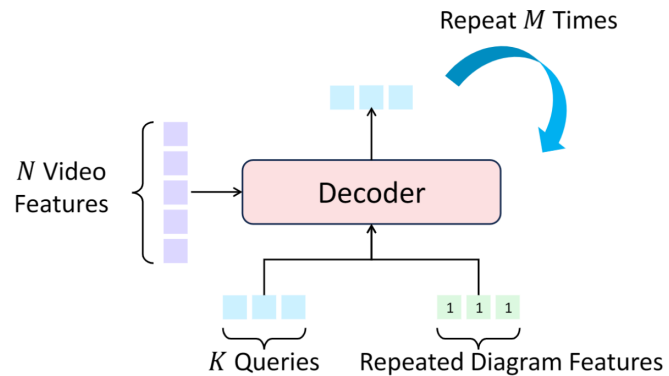 Repeat M Times
N Video
Features
Decoder
1 1 1
K Queries
Repeated Diagram Features